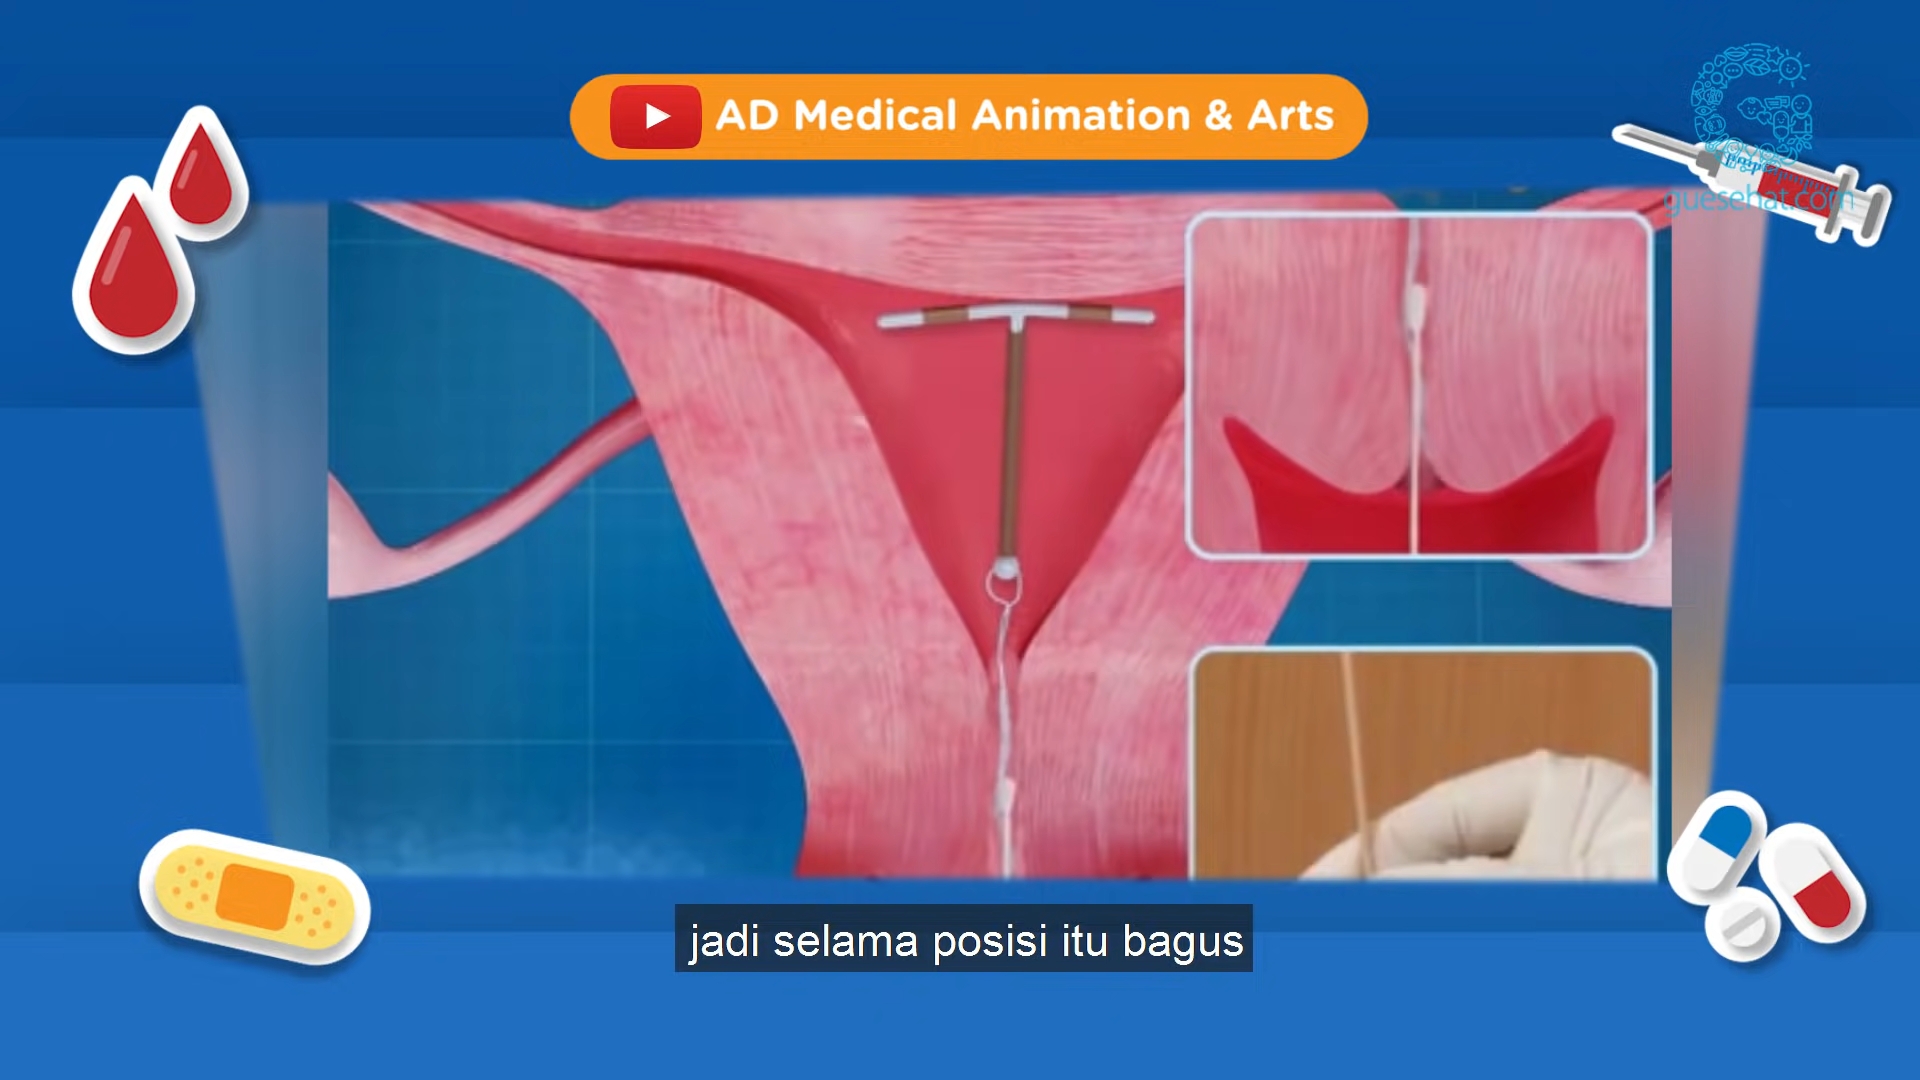 AD Medical Animation & Arts
guesehat.com
jadi selama posisi itu bagus